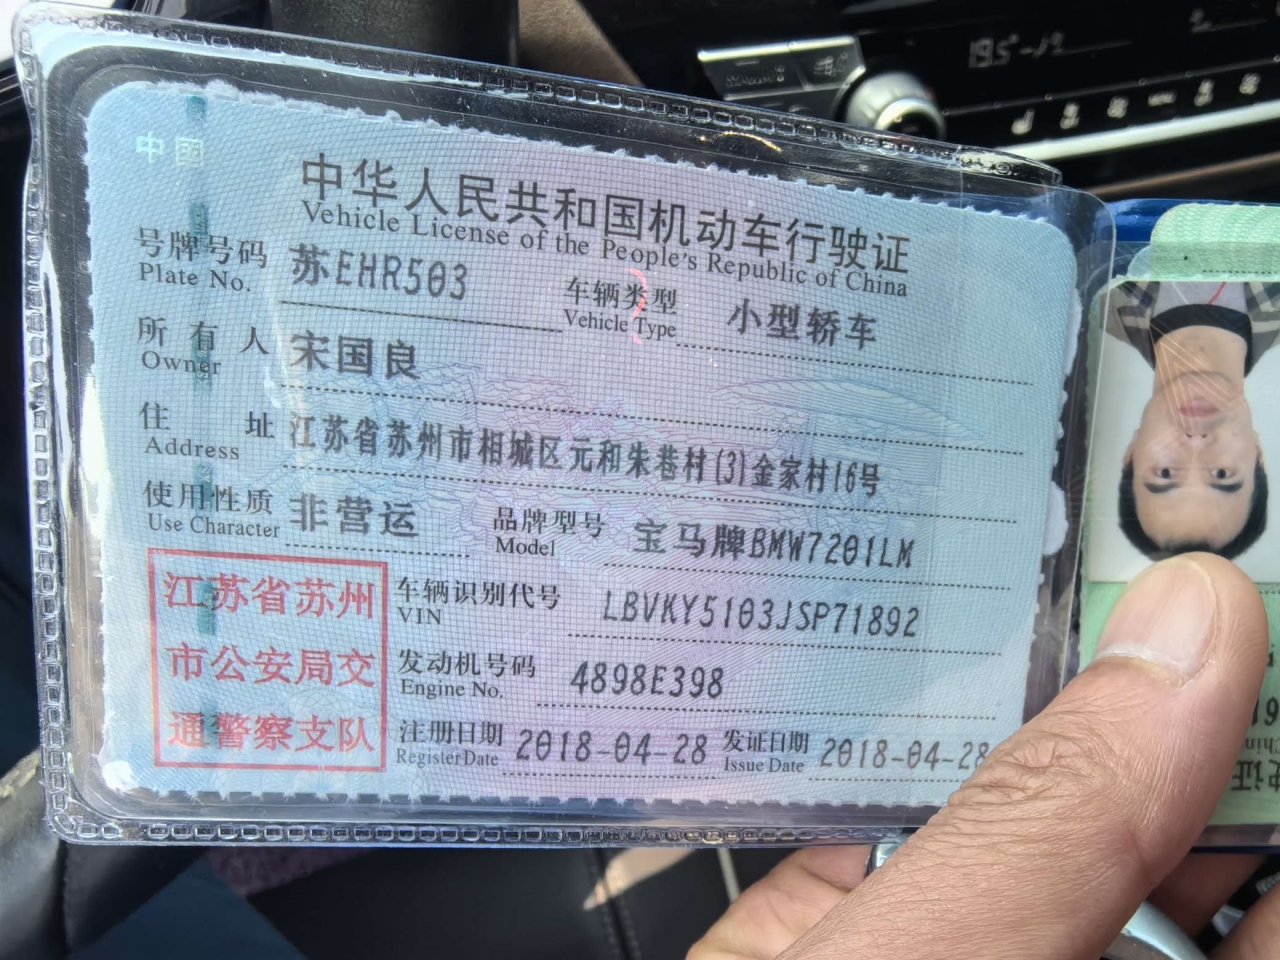 19.5°
中国
中华人民共和国机动车行驶证
Vehicle License of the People's Republic of China
号牌号码 苏EHR503 车辆类型 小型轿车
Plate No. Vehicle Type
所有人 宋国良
Owner
住址 江苏省苏州市相城区元和朱巷村(3)金家村16号
Address
使用性质 非营运 品牌型号 宝马牌BMW7201LM
Use Character Model
江苏省苏州
市公安局交
通警察支队
车辆识别代号 LBVKY5103JSP71892
VIN
发动机号码 4898E398
Engine No.
注册日期 2018-04-28 发证日期 2018-04-28
Register Date Issue Date
证